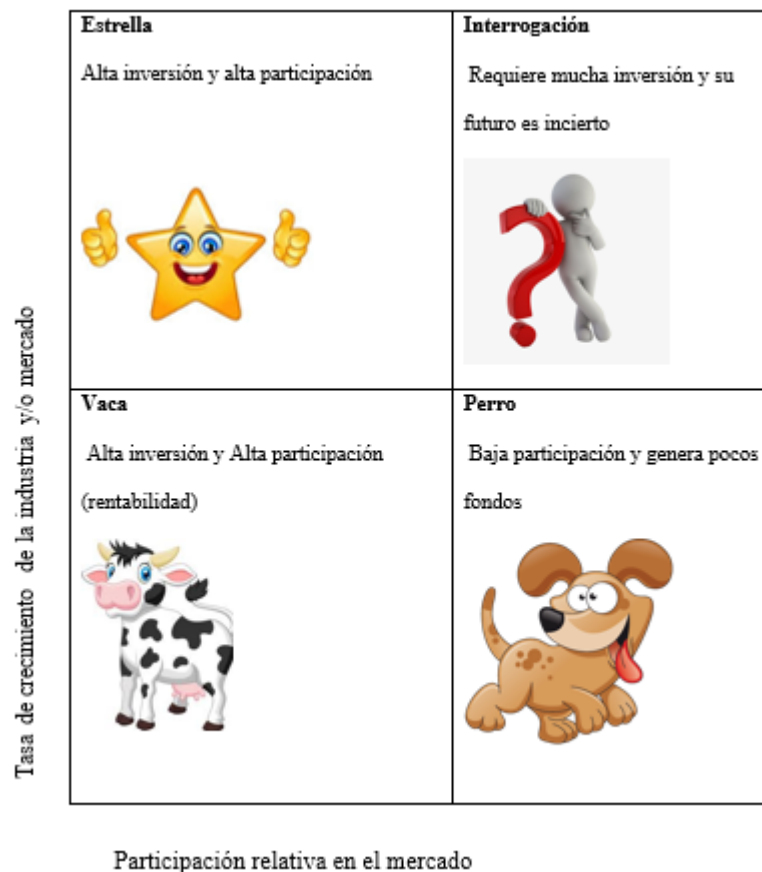 Estrella
Alta inversión y alta participación
Interrogación
Requiere mucha inversión y su
futuro es incierto
Vaca
Alta inversión y Alta participación
(rentabilidad)
Perro
Baja participación y genera pocos
fondos
Tasa de crecimiento de la industria y/o mercado
Participación relativa en el mercado